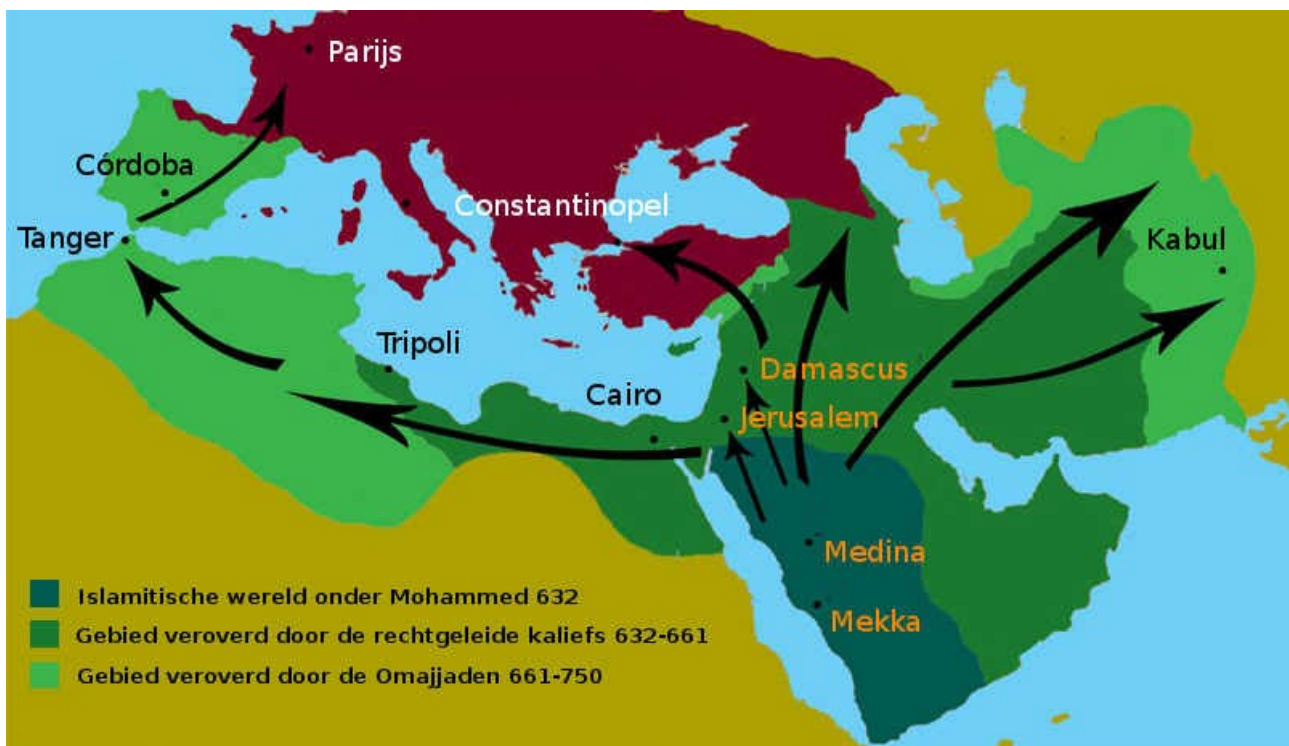 Parijs
Córdoba
Constantinopel
Tanger
Kabul
Tripoli
Damascus
Cairo
Jerusalem
Medina
Islamitische wereld onder Mohammed 632
Mekka
Gebied veroverd door de rechtgeleide kaliefs 632-661
Gebied veroverd door de Omajjaden 661-750